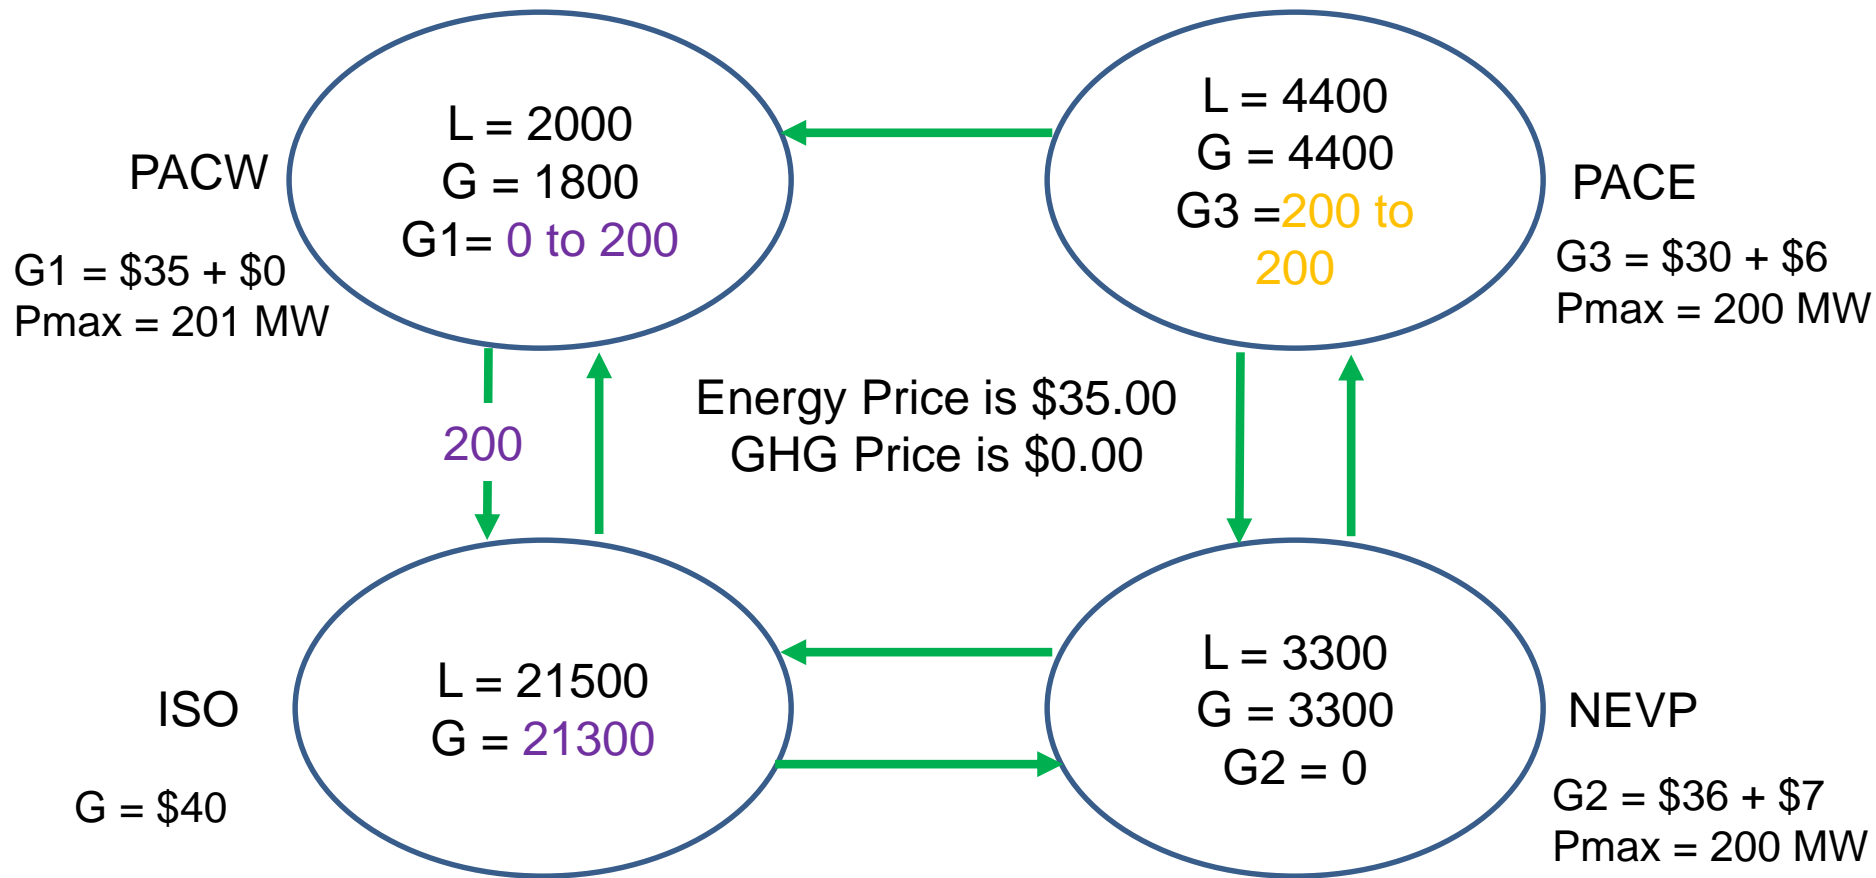 PACW
L = 2000
G = 1800
G1= 0 to 200
G1 = $35 + $0
Pmax = 201 MW
L = 4400
G = 4400
G3 =200 to
200
PACE
G3 = $30 + $6
Pmax = 200 MW
200
Energy Price is $35.00
GHG Price is $0.00
ISO
L = 21500
G = 21300
G = $40
L = 3300
G = 3300
G2 = 0
NEVP
G2 = $36 + $7
Pmax = 200 MW